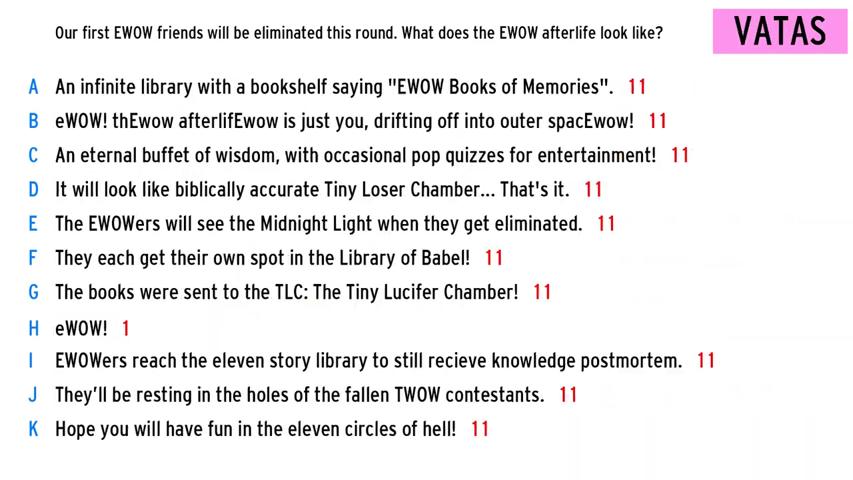 Our first EWOW friends will be eliminated this round. What does the EWOW afterlife look like?
VATAS
A An infinite library with a bookshelf saying "EWOW Books of Memories". 11
B eWOW! thEwow afterlifEwow is just you, drifting off into outer spacEwow! 11
C An eternal buffet of wisdom, with occasional pop quizzes for entertainment! 11
D It will look like biblically accurate Tiny Loser Chamber... That's it. 11
E The EWOWers will see the Midnight Light when they get eliminated. 11
F They each get their own spot in the Library of Babel! 11
G The books were sent to the TLC: The Tiny Lucifer Chamber! 11
H eWOW! 1
I EWOWers reach the eleven story library to still recieve knowledge postmortem. 11
J They’ll be resting in the holes of the fallen TWOW contestants. 11
K Hope you will have fun in the eleven circles of hell! 11